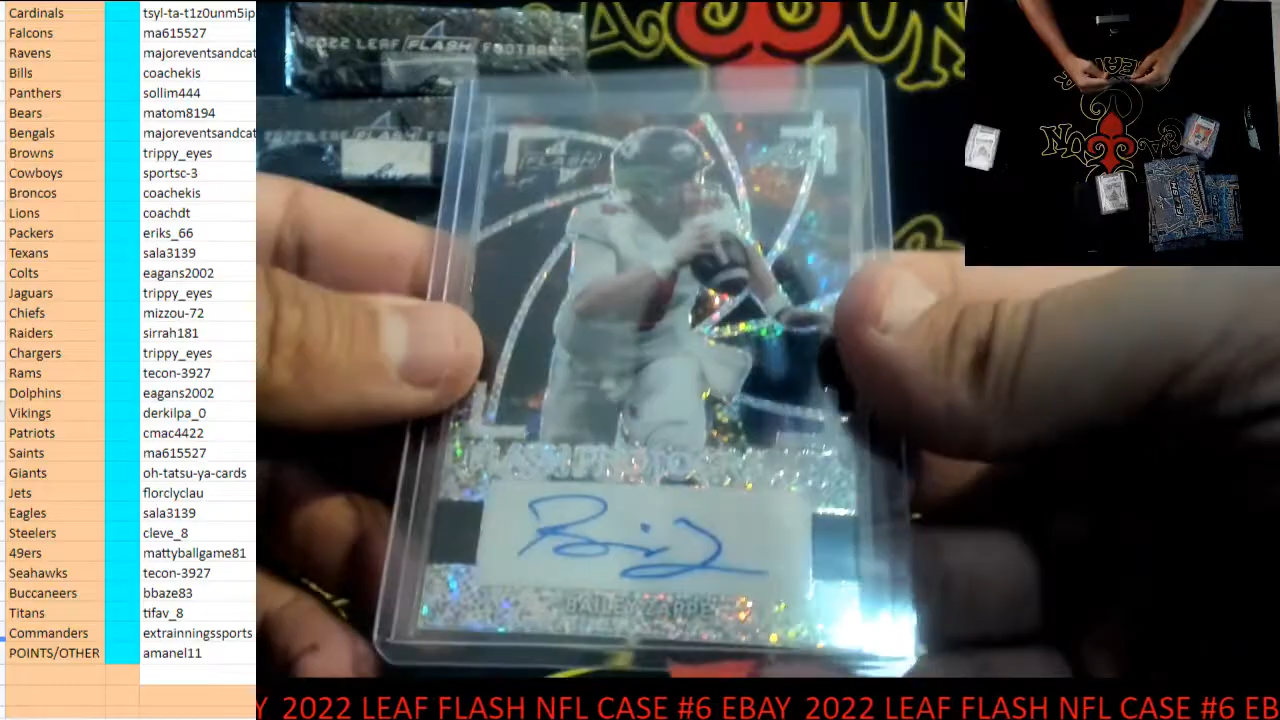 Cardinals tsyl-ta-t1z0unm5ip
Falcons ma615527
Ravens majoreventsandcat
Bills coachekis
Panthers sollim444
Bears matom8194
Bengals majoreventsandcat
Browns trippy_eyes
Cowboys sportsc-3
Broncos coachekis
Lions coachdt
Packers eriks_66
Texans sala3139
Colts eagans2002
Jaguars trippy_eyes
Chiefs mizzou-72
Raiders sirrah181
Chargers trippy_eyes
Rams tecon-3927
Dolphins eagans2002
Vikings derkilpa_0
Patriots cmac4422
Saints ma615527
Giants oh-tatsu-ya-cards
Jets florclyclau
Eagles sala3139
Steelers cleve_8
49ers mattyballgame81
Seahawks tecon-3927
Buccaneers bbaze83
Titans tifav_8
Commanders extrainningssports
POINTS/OTHER amanel11
2022 LEAF FLASH FOOTBALL
FLASH
BAILEY ZAPPE
FLASH
Y 2022 LEAF FLASH NFL CASE #6 EBAY 2022 LEAF FLASH NFL CASE #6 EB